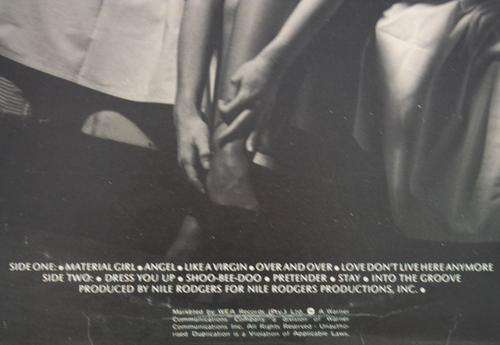 SIDE ONE: • MATERIAL GIRL • ANGEL • LIKE A VIRGIN • OVER AND OVER • LOVE DON'T LIVE HERE ANYMORE
SIDE TWO: • DRESS YOU UP • SHOO-BEE-DOO • PRETENDER • STAY • INTO THE GROOVE
PRODUCED BY NILE RODGERS FOR NILE RODGERS PRODUCTIONS, INC. •
Marketed by WEA Records (Pty.) Ltd. A Warner
Communications Company a division of Warner
Communications Inc. All Rights Reserved - Unautho-
rised Duplication is a Violation of Applicable Laws.